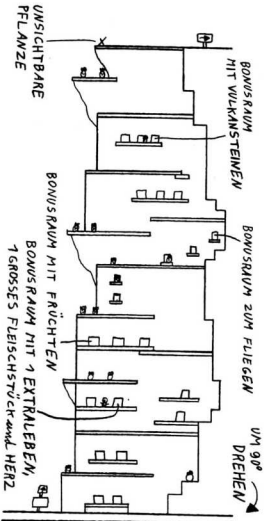 UNSICHTBARE
PFLANZE
BONUSRAUM
MIT VULKANSTEINEN
BONUSRAUM ZUM FLIEGEN
BONUSRAUM MIT FRÜCHTEN
BONUSRAUM MIT 1 EXTRALEBEN,
1 GROSSES FLEISCHSTÜCK und HERZ
UM 90°
DREHEN